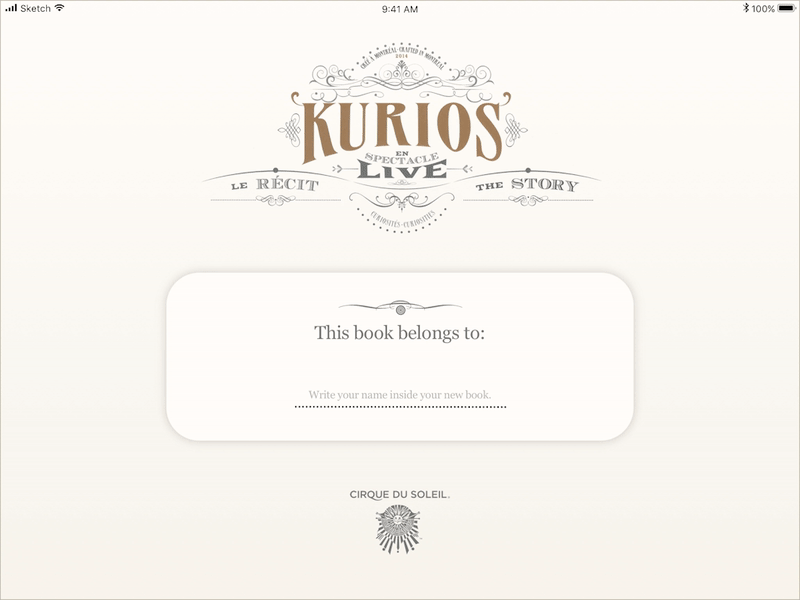 Sketch
9:41 AM
100%
CRÉÉ À MONTRÉAL · CRAFTED IN MONTRÉAL
2014
KURIOS
EN
SPECTACLE
LIVE
LE RÉCIT
THE STORY
CURIOSITÉS · CURIOSITIES
This book belongs to:
Write your name inside your new book.
CIRQUE DU SOLEIL.